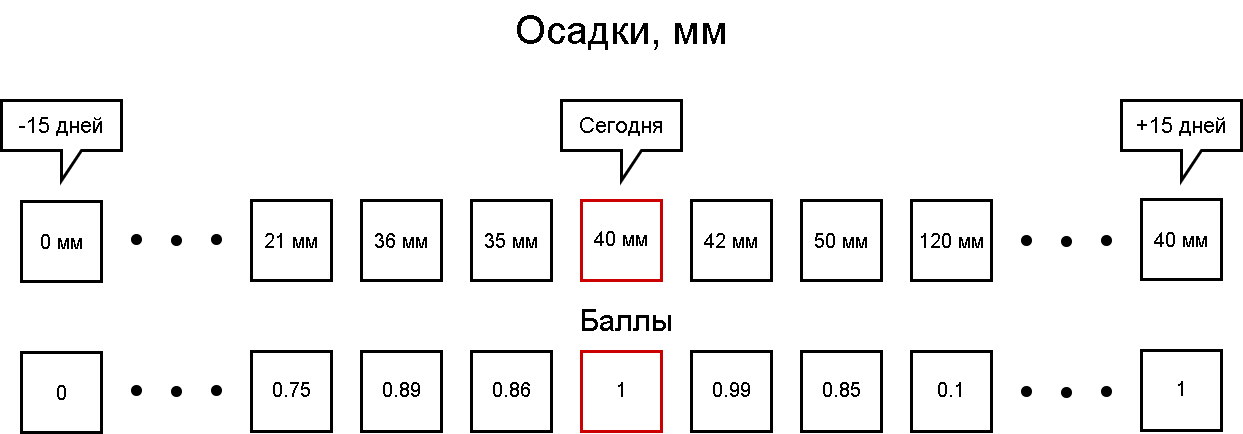 Осадки, мм
-15 дней Сегодня +15 дней
0 мм 21 мм 36 мм 35 мм 40 мм 42 мм 50 мм 120 мм 40 мм
Баллы
0 0.75 0.89 0.86 1 0.99 0.85 0.1 1